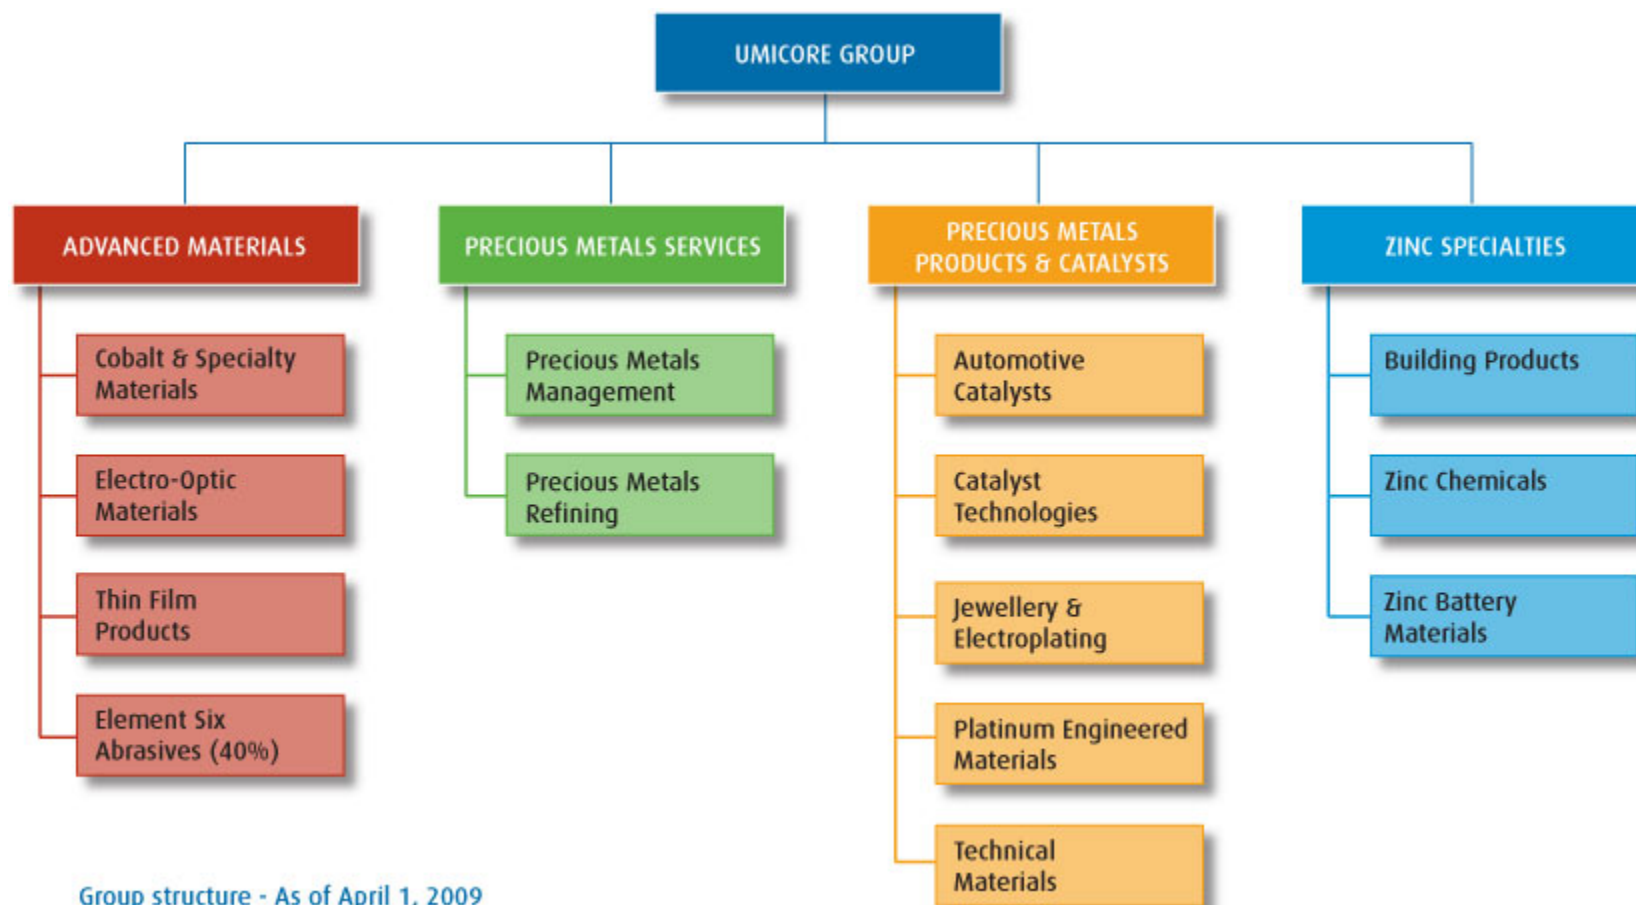 UMICORE GROUP
ADVANCED MATERIALS
Cobalt & Specialty
Materials
Electro-Optic
Materials
Thin Film
Products
Element Six
Abrasives (40%)
PRECIOUS METALS SERVICES
Precious Metals
Management
Precious Metals
Refining
PRECIOUS METALS
PRODUCTS & CATALYSTS
Automotive
Catalysts
Catalyst
Technologies
Jewellery &
Electroplating
Platinum Engineered
Materials
Technical
Materials
ZINC SPECIALTIES
Building Products
Zinc Chemicals
Zinc Battery
Materials
Group structure - As of April 1, 2009